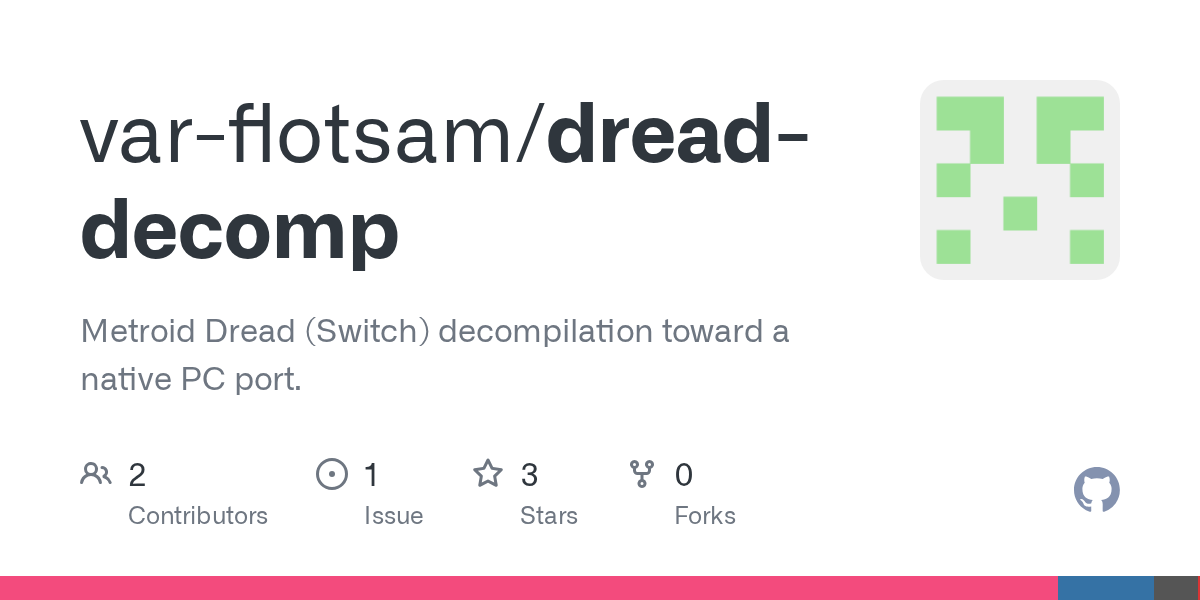 var-flotsam/dread-
decomp
Metroid Dread (Switch) decompilation toward a
native PC port.
2 1 3 0
Contributors Issue Stars Forks